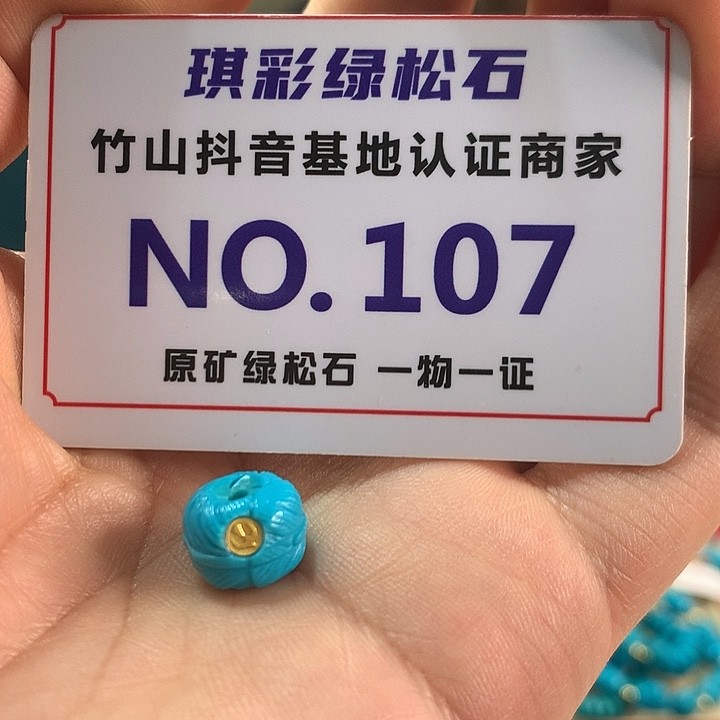 琪彩绿松石
竹山抖音基地认证商家
NO.107
原矿绿松石 一物一证